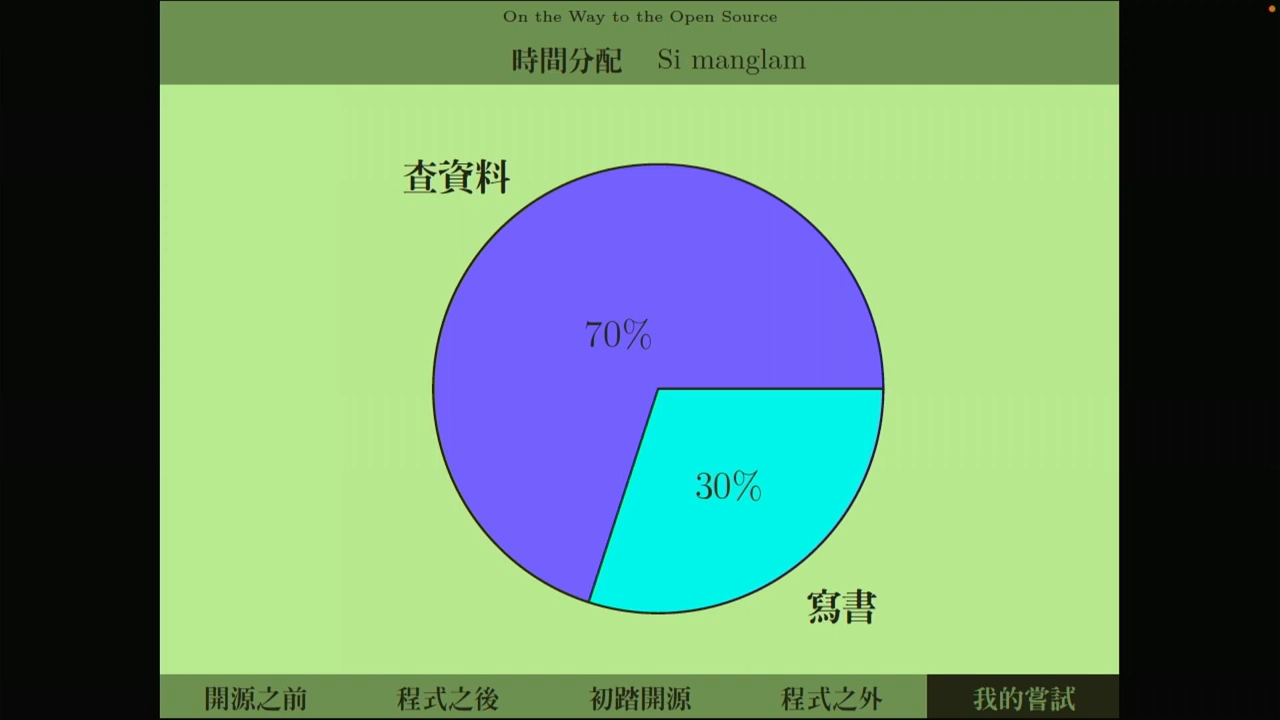 On the Way to the Open Source
時間分配 Si manglam
查資料
70%
30%
寫書
開源之前 程式之後 初踏開源 程式之外 我的嘗試